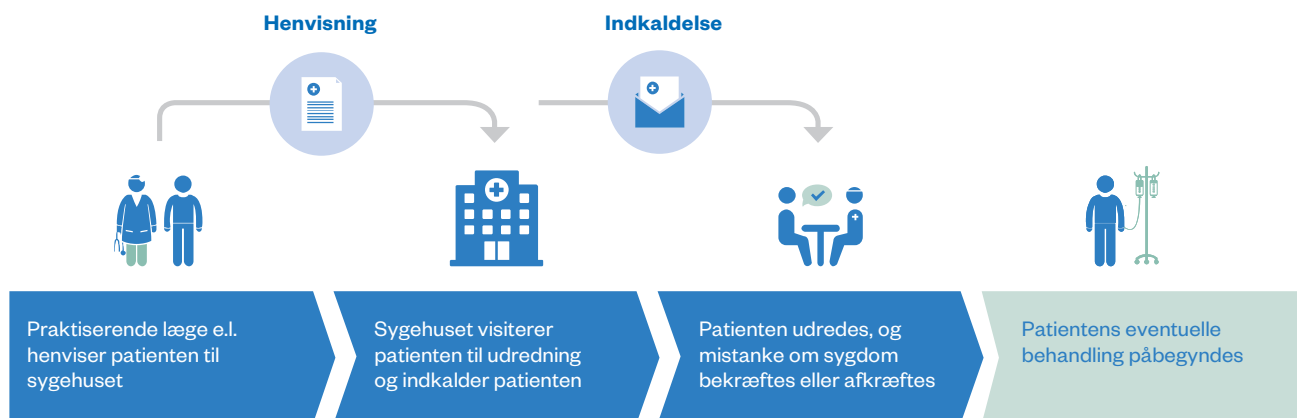 Henvisning
Indkaldelse
Praktiserende læge e.l.
henviser patienten til
sygehuset
Sygehuset visiterer
patienten til udredning
og indkalder patienten
Patienten udredes, og
mistanke om sygdom
bekræftes eller afkræftes
Patientens eventuelle
behandling påbegyndes